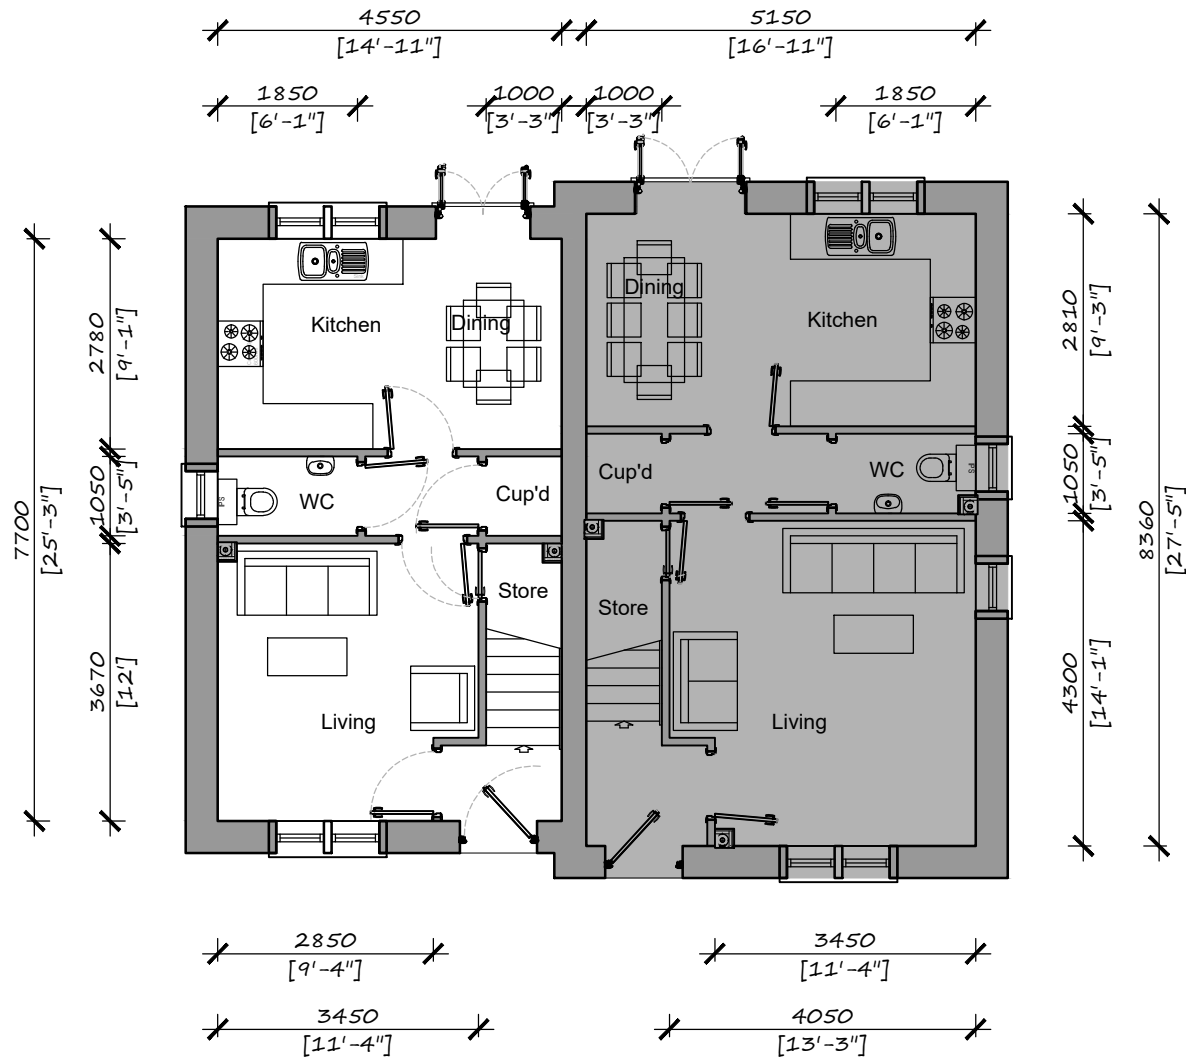 4550
[14'-11"]
5150
[16'-11"]
1850
[6'-1"]
1000
[3'-3"]
1000
[3'-3"]
1850
[6'-1"]
7700
[25'-3"]
2780
[9'-1"]
1050
[3'-5"]
3670
[12']
Kitchen
Dining
Dining
Kitchen
PS
WC
Cup'd
Cup'd
WC
PS
Store
Store
Living
Living
2810
[9'-3"]
1050
[3'-5"]
4300
[14'-1"]
8360
[27'-5"]
2850
[9'-4"]
3450
[11'-4"]
3450
[11'-4"]
4050
[13'-3"]